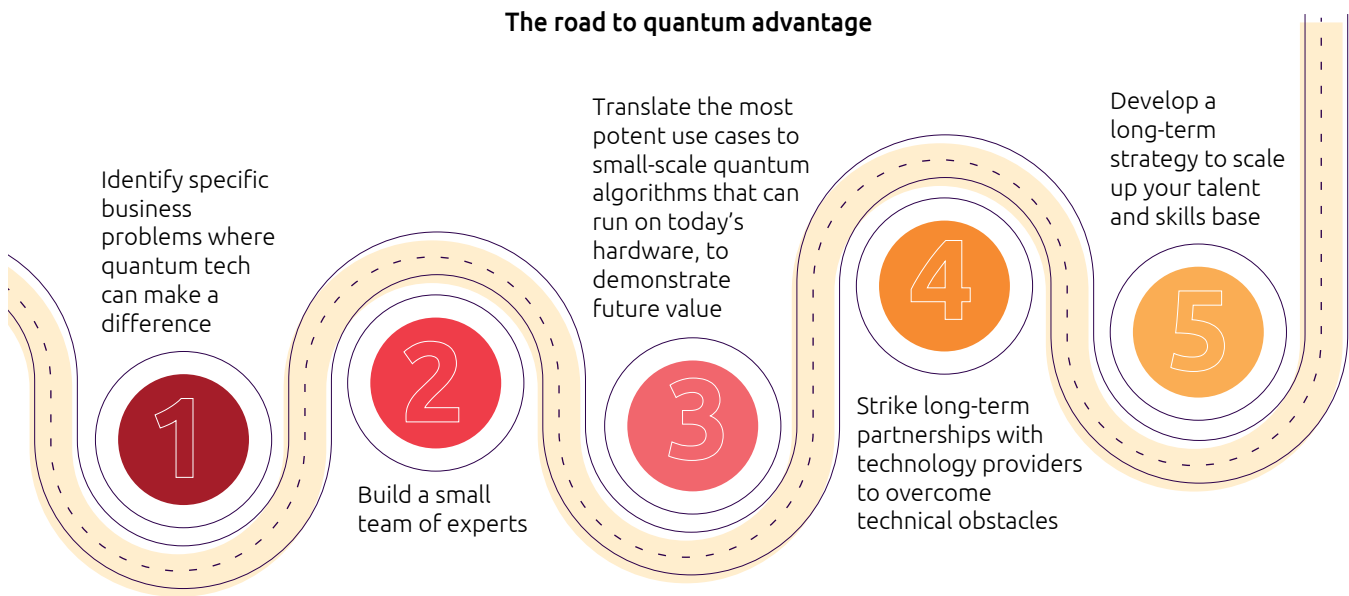 The road to quantum advantage
Identify specific
business
problems where
quantum tech
can make a
difference
1
2
Build a small
team of experts
Translate the most
potent use cases to
small-scale quantum
algorithms that can
run on today’s
hardware, to
demonstrate
future value
3
4
Strike long-term
partnerships with
technology providers
to overcome
technical obstacles
Develop a
long-term
strategy to scale
up your talent
and skills base
5